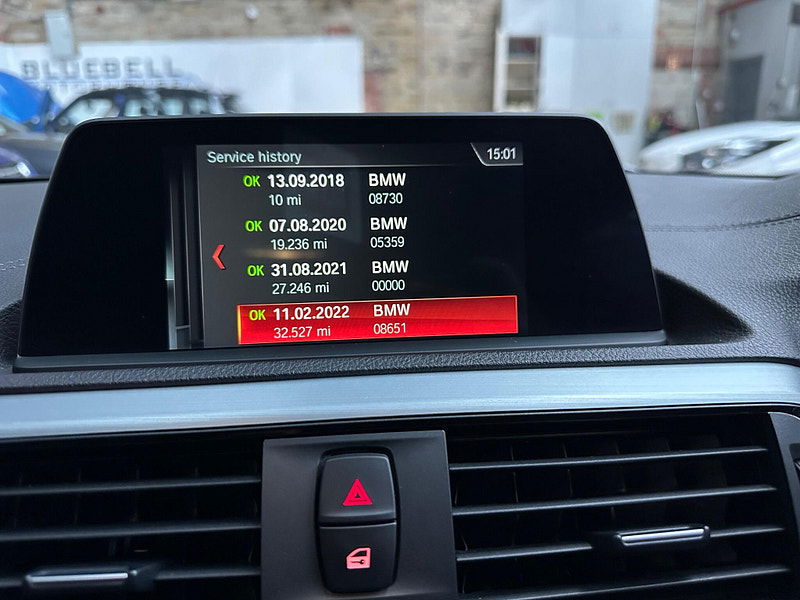 BLUEBELL
Service history 15:01
OK 13.09.2018 BMW
10 mi 08730
OK 07.08.2020 BMW
19.236 mi 05359
OK 31.08.2021 BMW
27.246 mi 00000
OK 11.02.2022 BMW
32.527 mi 08651